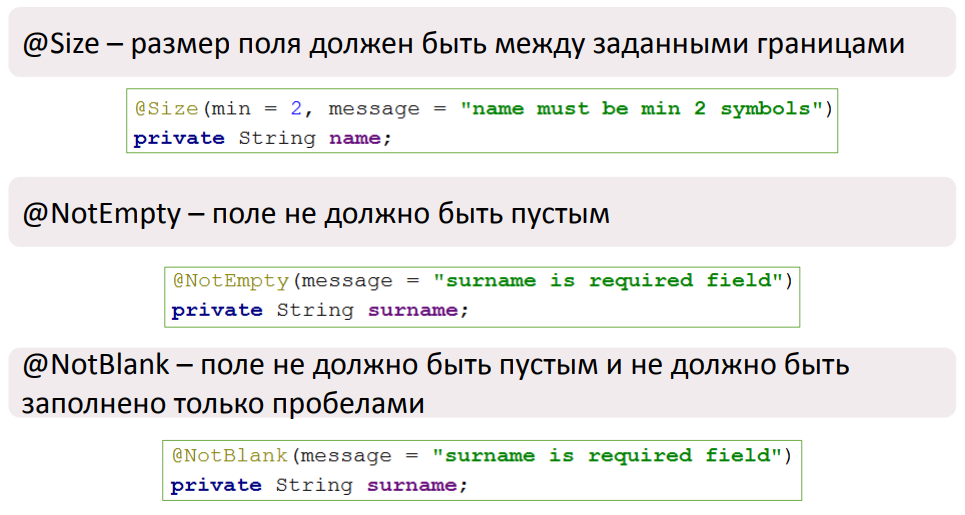 @Size – размер поля должен быть между заданными границами
@Size(min = 2, message = "name must be min 2 symbols")
private String name;
@NotEmpty – поле не должно быть пустым
@NotEmpty(message = "surname is required field")
private String surname;
@NotBlank – поле не должно быть пустым и не должно быть
заполнено только пробелами
@NotBlank(message = "surname is required field")
private String surname;